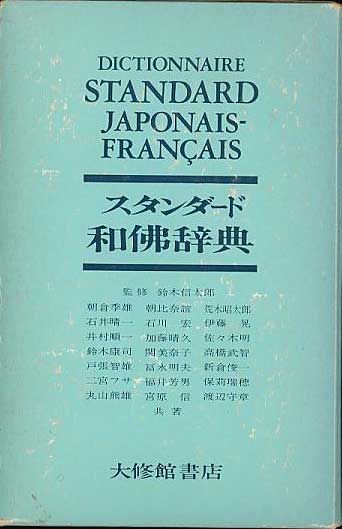 DICTIONNAIRE
STANDARD
JAPONAIS-
FRANÇAIS
スタンダード
和佛辞典
監修 鈴木信太郎
朝倉季雄 朝比奈誼 荒木昭太郎
石井晴一 石川宏 伊藤晃
井村順一 加藤晴久 佐々木明
鈴木康司 関美奈子 高橋武智
戸張智雄 冨永明夫 新倉俊一
二宮フサ 福井芳男 保苅瑞穂
丸山熊雄 宮原信 渡辺守章
共著
大修館書店